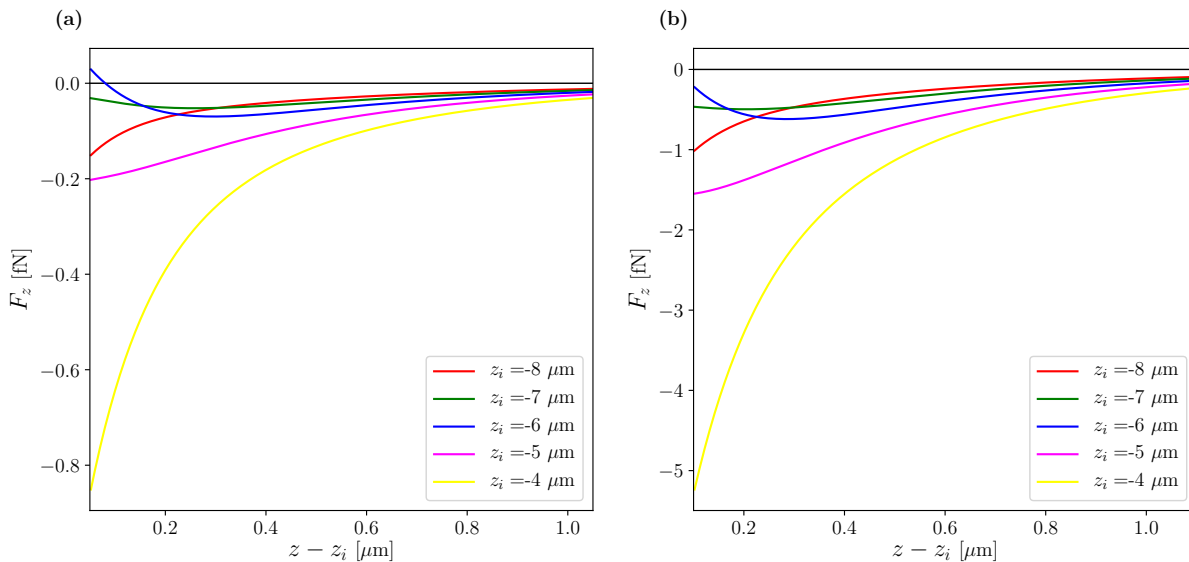 (a)
0.0
−0.2
−0.4
−0.6
−0.8
F_z [fN]
0.2 0.4 0.6 0.8 1.0
z − z_i [μm]
z_i =-8 μm
z_i =-7 μm
z_i =-6 μm
z_i =-5 μm
z_i =-4 μm
(b)
0
−1
−2
−3
−4
−5
F_z [fN]
0.2 0.4 0.6 0.8 1.0
z − z_i [μm]
z_i =-8 μm
z_i =-7 μm
z_i =-6 μm
z_i =-5 μm
z_i =-4 μm